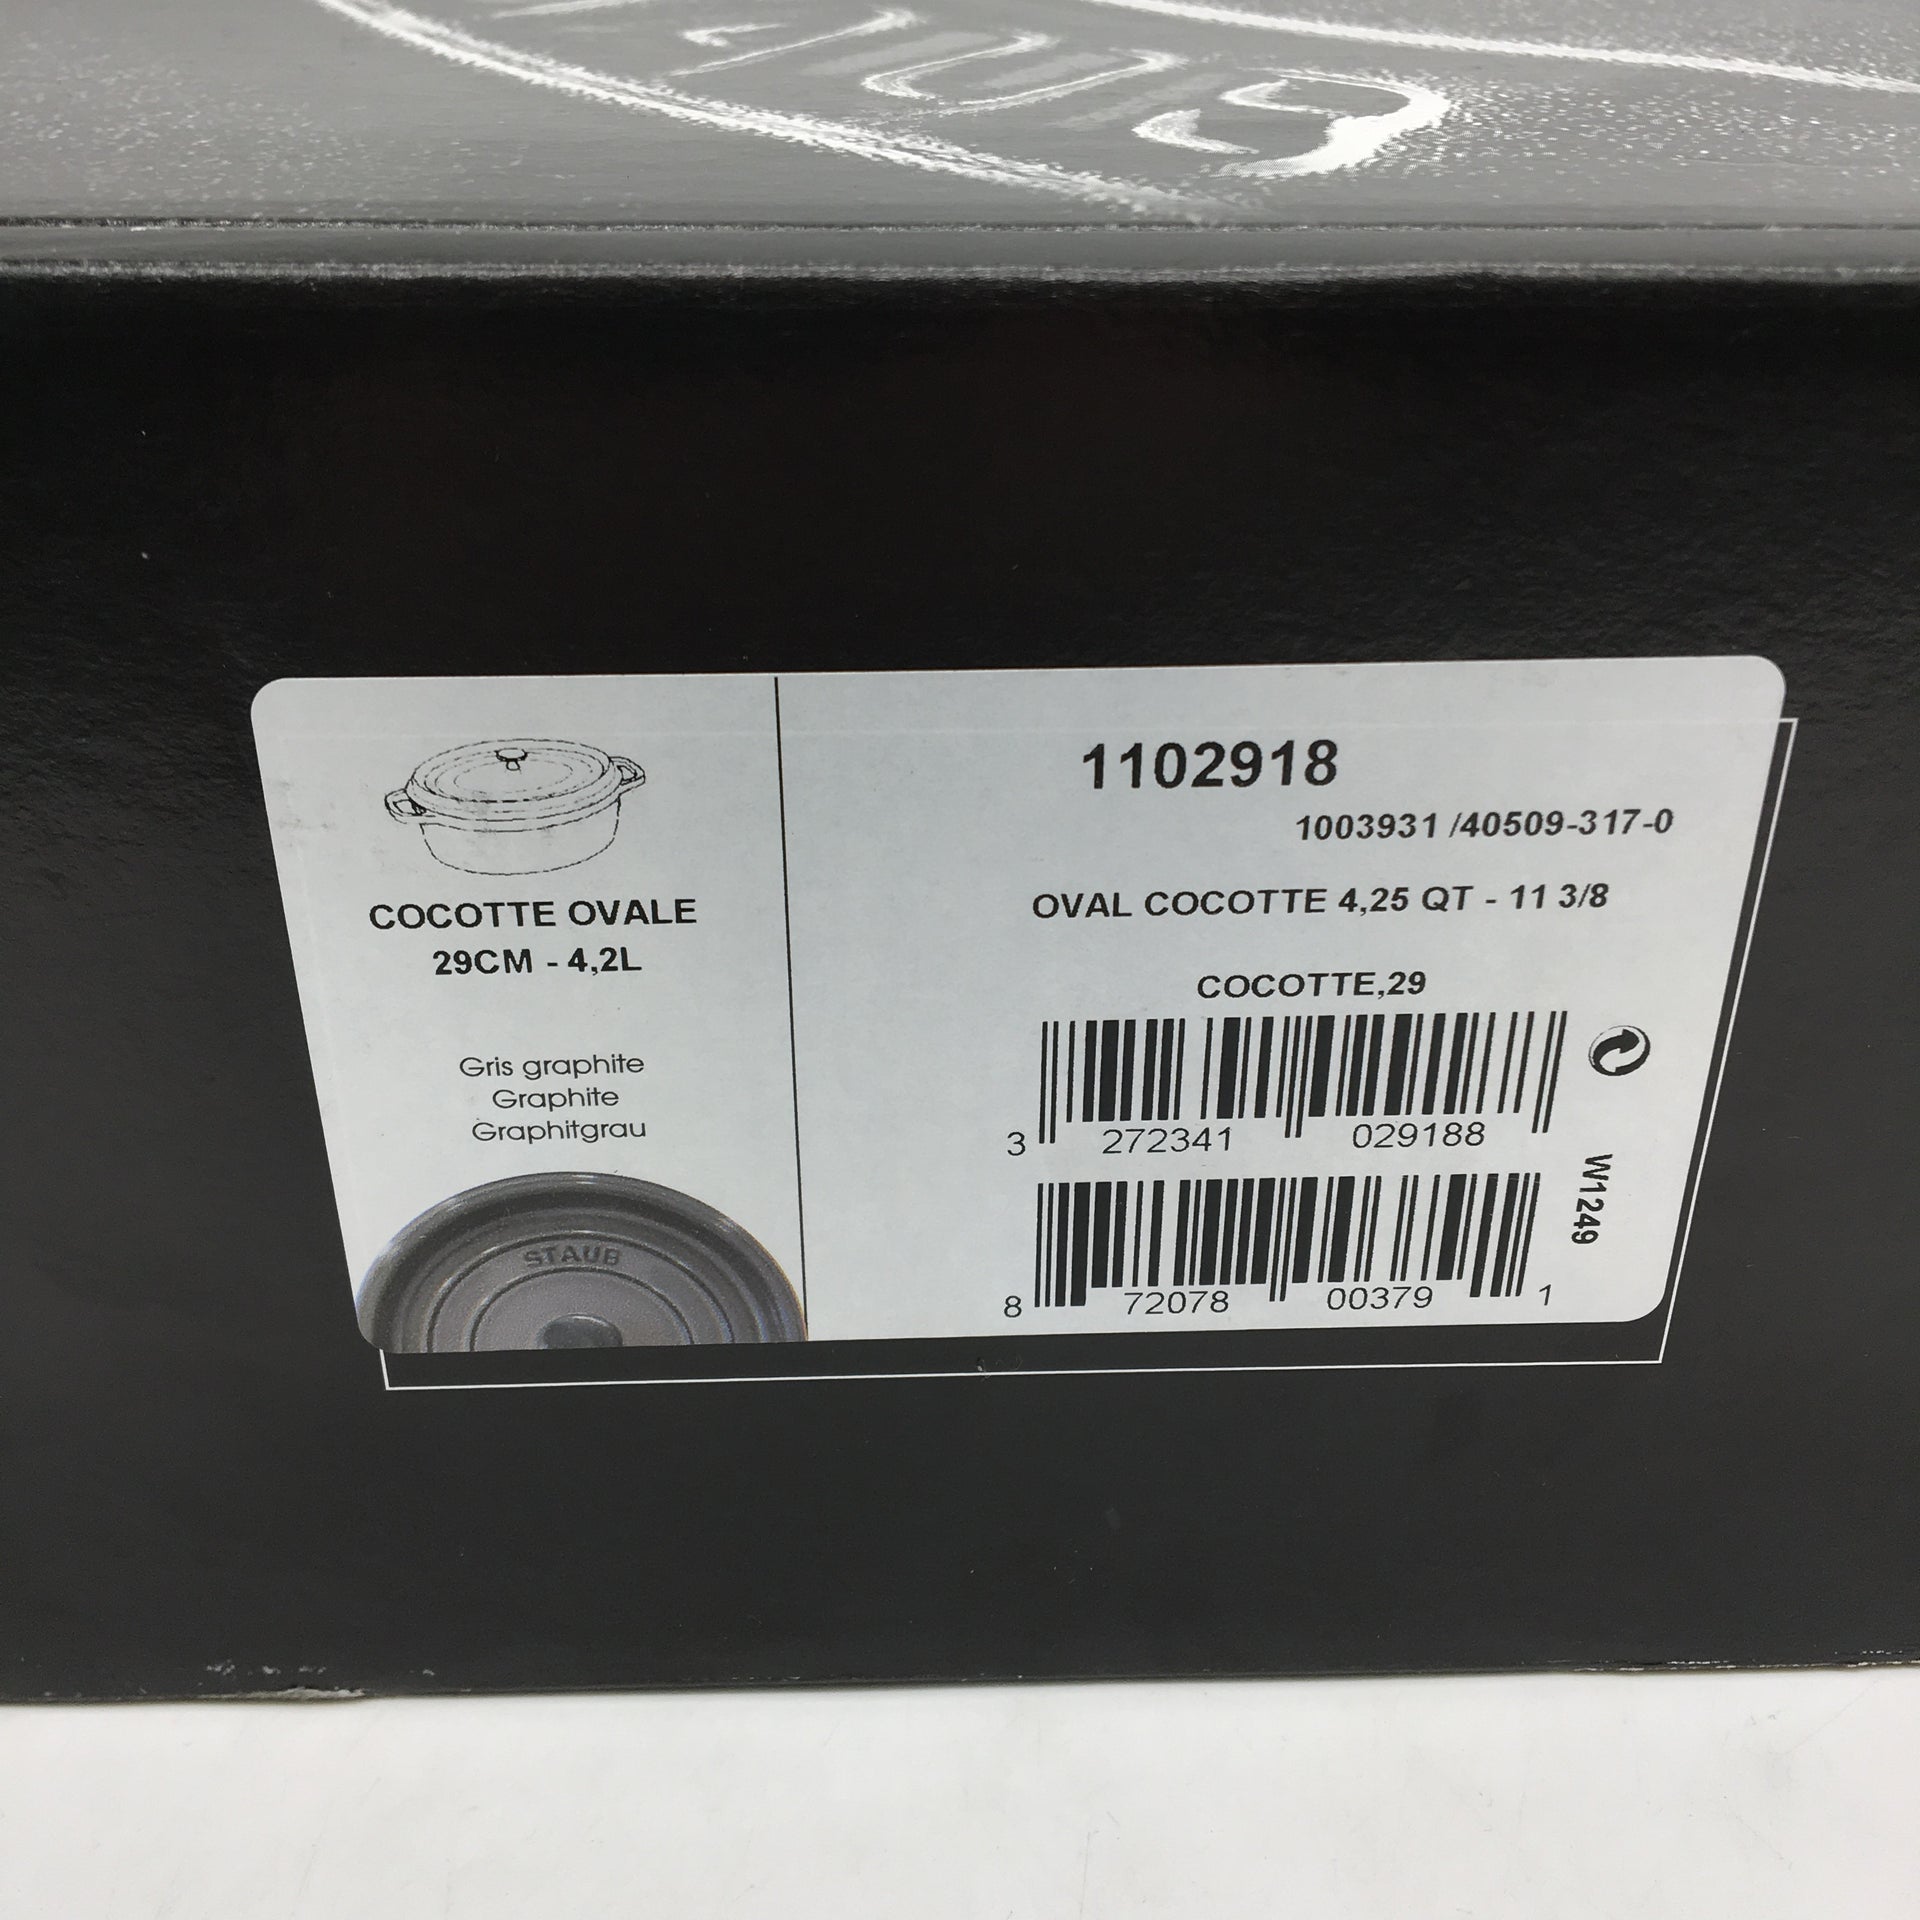 COCOTTE OVALE
29CM - 4,2L
Gris graphite
Graphite
Graphitgrau
STAUB
1102918
1003931 /40509-317-0
OVAL COCOTTE 4,25 QT - 11 3/8
COCOTTE,29
3 272341 029188
W1249
8 72078 00379 1